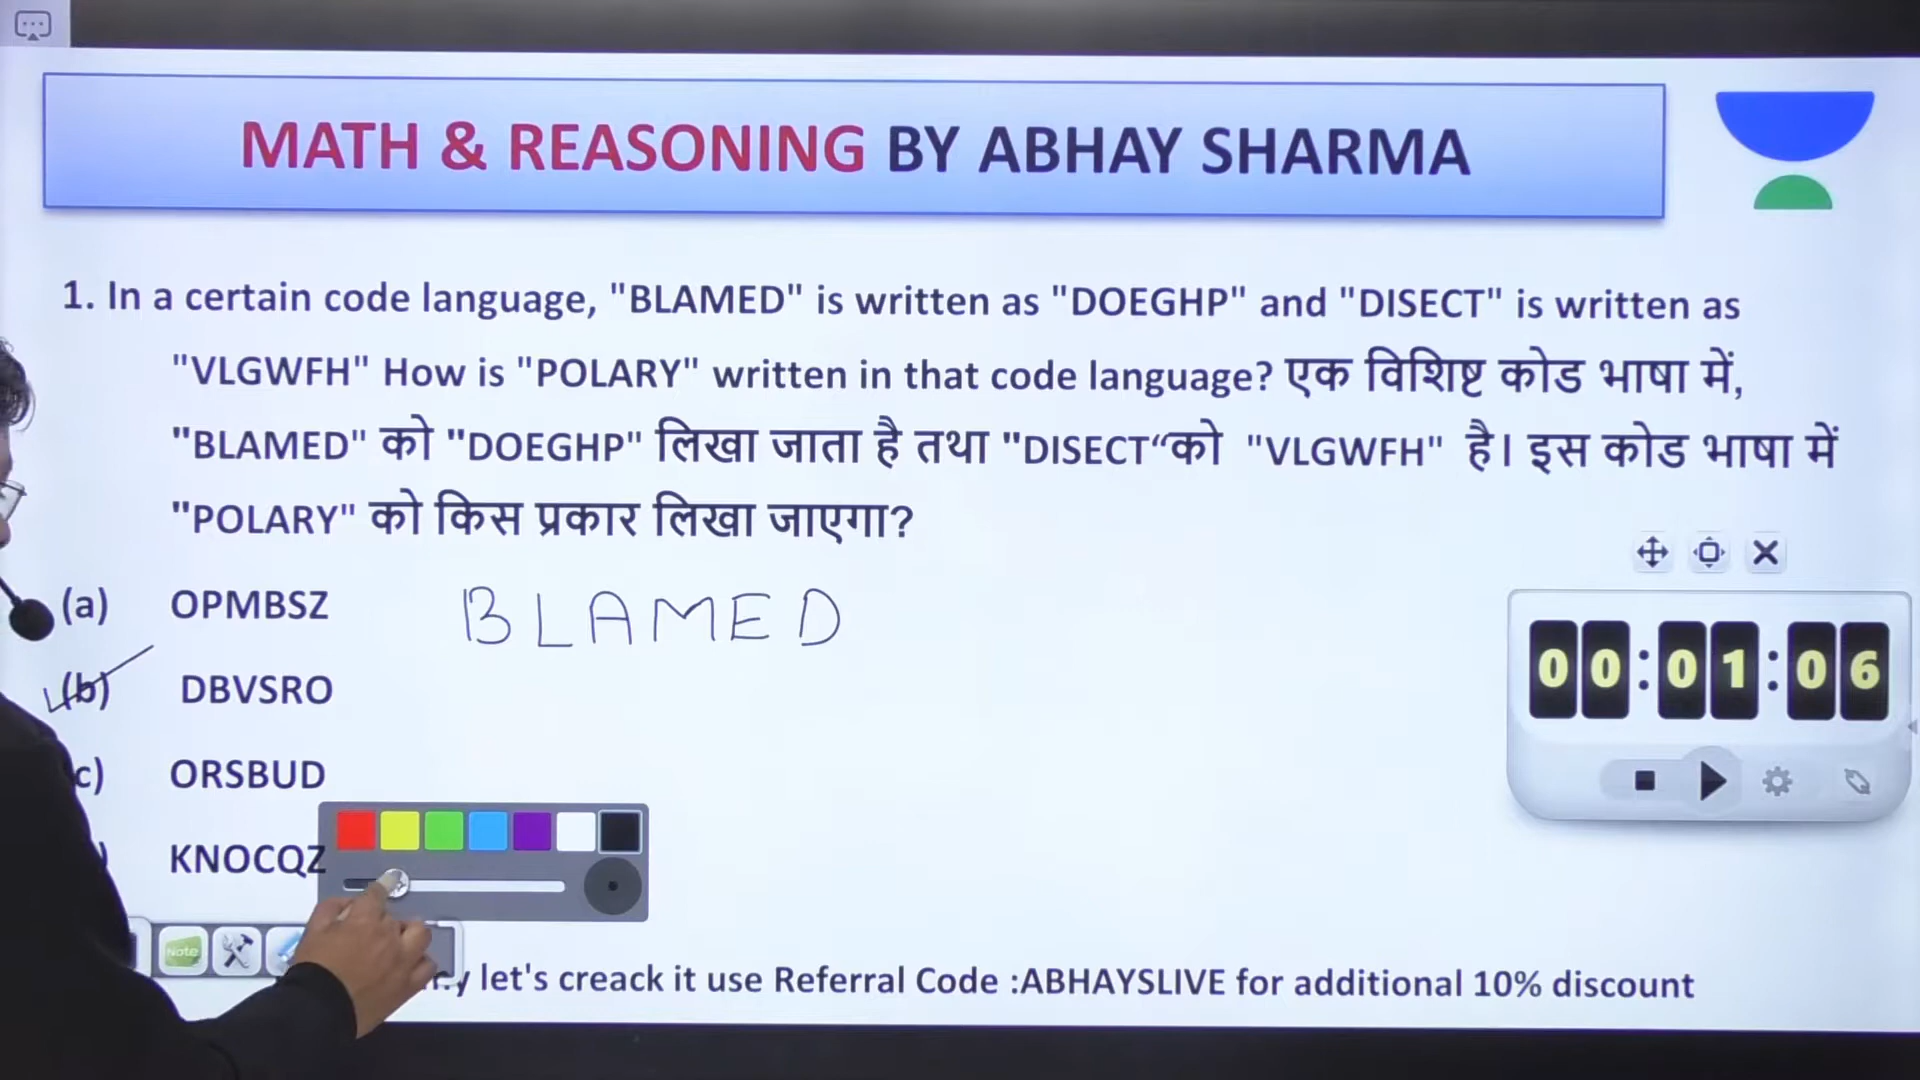 MATH & REASONING BY ABHAY SHARMA
1. In a certain code language, "BLAMED" is written as "DOEGHP" and "DISECT" is written as
"VLGWFH" How is "POLARY" written in that code language? एक विशिष्ट कोड भाषा में,
"BLAMED" को "DOEGHP" लिखा जाता है तथा "DISECT“को "VLGWFH" है। इस कोड भाषा में
"POLARY" को किस प्रकार लिखा जाएगा?
(a) OPMBSZ
BLAMED
(b) DBVSRO
c) ORSBUD
) KNOCQZ
00:01:06
Note
let's creack it use Referral Code :ABHAYSLIVE for additional 10% discount